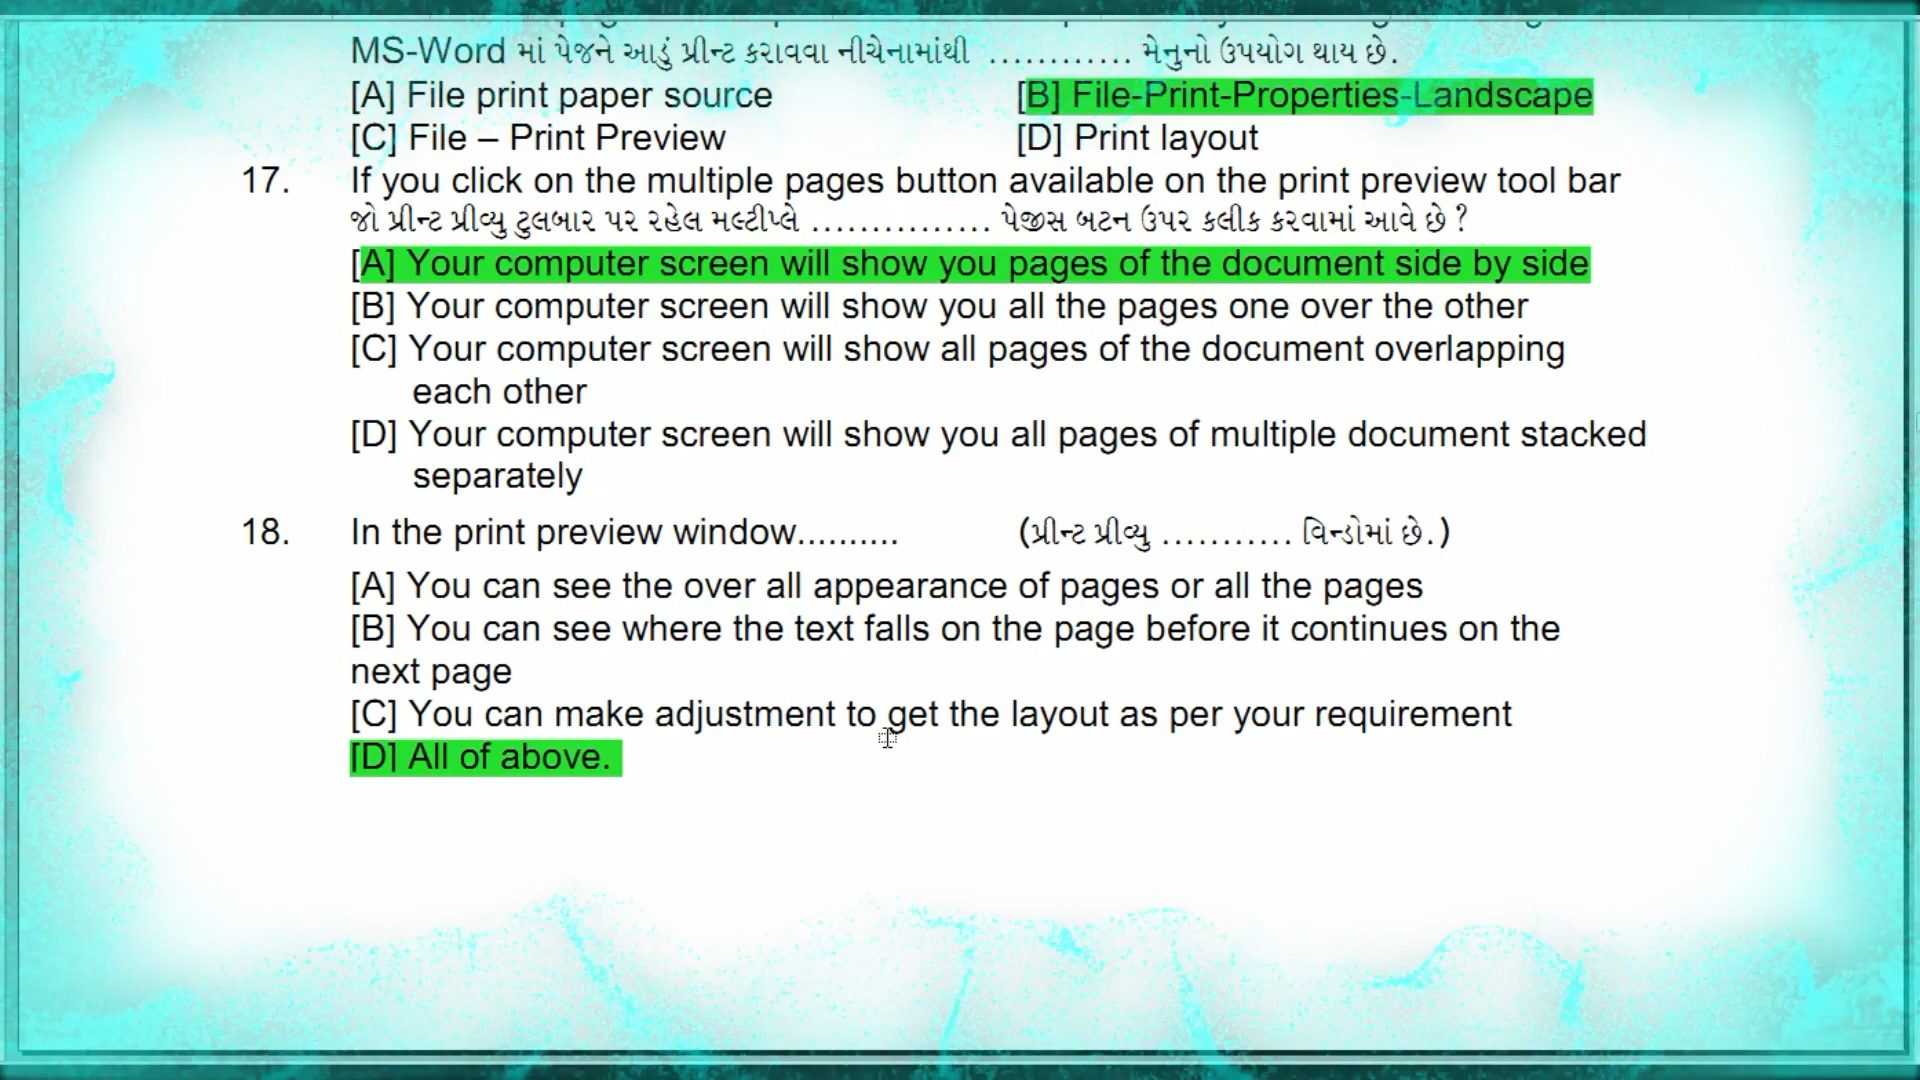 MS-Word માં પેજને આડું પ્રીન્ટ કરાવવા નીચેનામાંથી ............ મેનુનો ઉપયોગ થાય છે.
[A] File print paper source [B] File-Print-Properties-Landscape
[C] File – Print Preview [D] Print layout
17. If you click on the multiple pages button available on the print preview tool bar
જો પ્રીન્ટ પ્રીવ્યુ ટુલબાર પર રહેલ મલ્ટીપ્લે ............... પેજીસ બટન ઉપર કલીક કરવામાં આવે છે ?
[A] Your computer screen will show you pages of the document side by side
[B] Your computer screen will show you all the pages one over the other
[C] Your computer screen will show all pages of the document overlapping
each other
[D] Your computer screen will show you all pages of multiple document stacked
separately
18. In the print preview window.......... (પ્રીન્ટ પ્રીવ્યુ ........... વિન્ડોમાં છે.)
[A] You can see the over all appearance of pages or all the pages
[B] You can see where the text falls on the page before it continues on the
next page
[C] You can make adjustment to get the layout as per your requirement
[D] All of above.